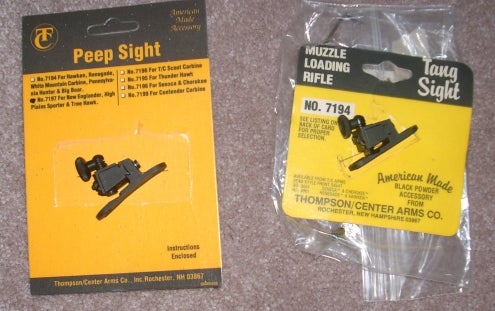 TC
American
Made
Accessory
Peep Sight
No. 7194 For Hawken, Renegade,
White Mountain Carbine, Pennsylva-
nia Hunter & Big Bear.
No. 7197 For New Englander, High
Plains Sporter & Tree Hawk.
No. 7198 For T/C Scout Carbine
No. 7195 For Thunder Hawk
No. 7196 For Seneca & Cherokee
No. 7199 For Contender Carbine
Instructions
Enclosed
Thompson/Center Arms Co., Inc. Rochester, NH 03867
MUZZLE
LOADING
RIFLE
Tang
Sight
NO. 7194
SEE LISTING ON
BACK OF CARD
FOR PROPER
SELECTION.
American Made
BLACK POWDER
ACCESSORY
FROM
THOMPSON/CENTER ARMS CO.
ROCHESTER, NEW HAMPSHIRE 03867